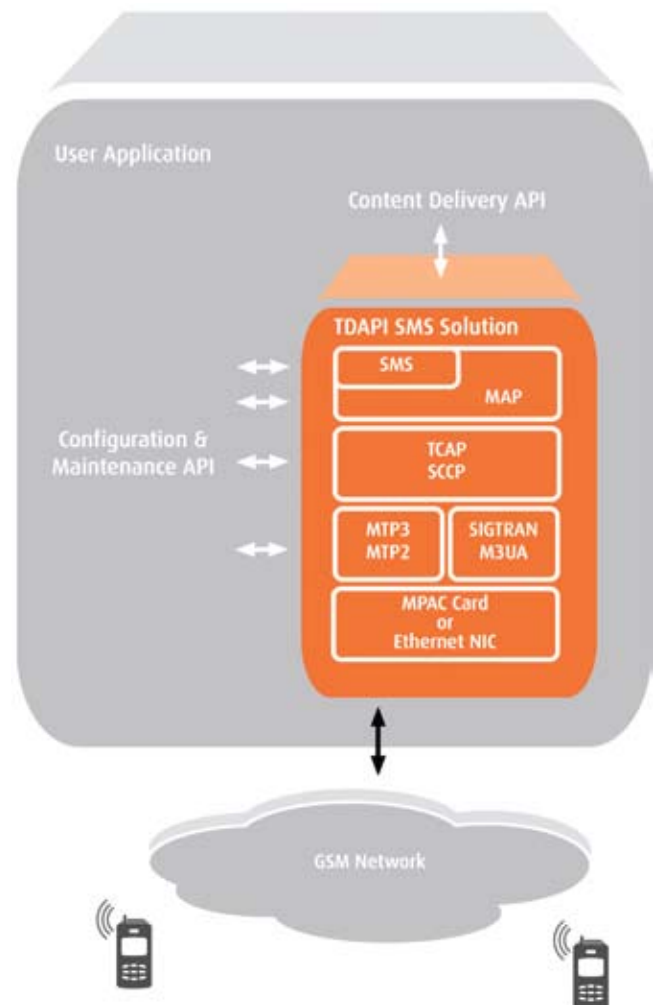 User Application
Content Delivery API
TDAPI SMS Solution
SMS
MAP
Configuration &
Maintenance API
TCAP
SCCP
MTP3
MTP2
SIGTRAN
M3UA
MPAC Card
or
Ethernet NIC
GSM Network